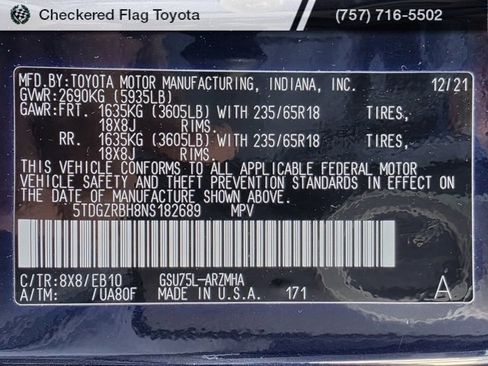 Checkered Flag Toyota (757) 716-5502
MFD.BY:TOYOTA MOTOR MANUFACTURING, INDIANA, INC. 12/21
GVWR:2690KG (5935LB)
GAWR:FRT. 1635KG (3605LB) WITH 235/65R18 TIRES,
18X8J RIMS.
RR. 1635KG (3605LB) WITH 235/65R18 TIRES,
18X8J RIMS.
THIS VEHICLE CONFORMS TO ALL APPLICABLE FEDERAL MOTOR
VEHICLE SAFETY AND THEFT PREVENTION STANDARDS IN EFFECT
ON THE DATE OF MANUFACTURE SHOWN ABOVE.
5TDGZRBH8NS182689 MPV
C/TR:8X8/EB10 GSU75L-ARZMHA
A/TM: /UA80F MADE IN U.S.A. 171 A